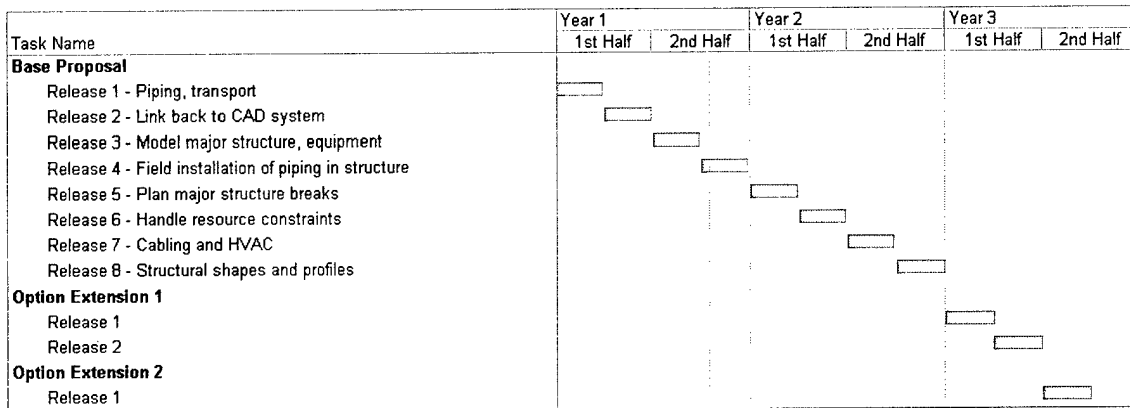 Year 1 Year 2 Year 3
Task Name 1st Half 2nd Half 1st Half 2nd Half 1st Half 2nd Half
Base Proposal
Release 1 - Piping, transport
Release 2 - Link back to CAD system
Release 3 - Model major structure, equipment
Release 4 - Field installation of piping in structure
Release 5 - Plan major structure breaks
Release 6 - Handle resource constraints
Release 7 - Cabling and HVAC
Release 8 - Structural shapes and profiles
Option Extension 1
Release 1
Release 2
Option Extension 2
Release 1